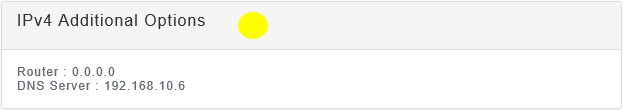 IPv4 Additional Options
Router : 0.0.0.0
DNS Server : 192.168.10.6